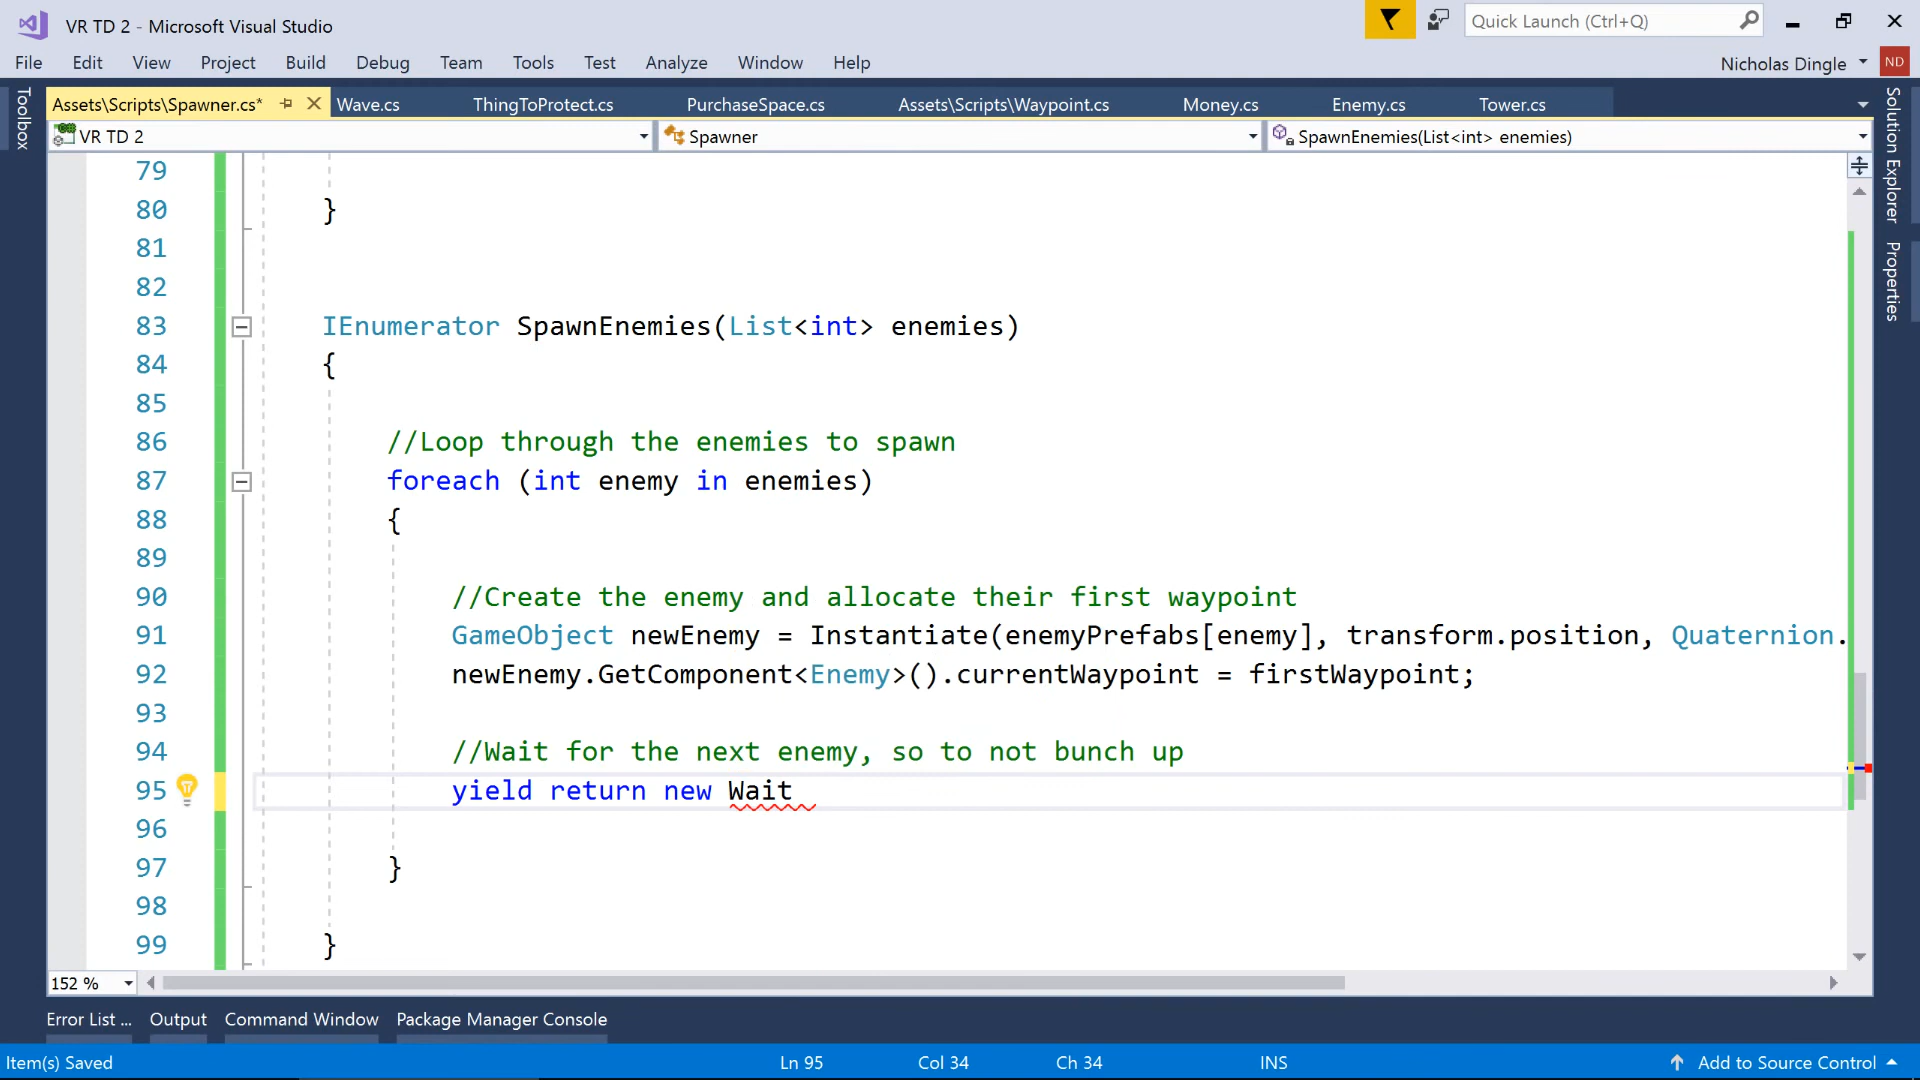 VR TD 2 - Microsoft Visual Studio
Quick Launch (Ctrl+Q)
File Edit View Project Build Debug Team Tools Test Analyze Window Help
Nicholas Dingle ND
Toolbox
Assets\Scripts\Spawner.cs* Wave.cs ThingToProtect.cs PurchaseSpace.cs Assets\Scripts\Waypoint.cs Money.cs Enemy.cs Tower.cs
VR TD 2 Spawner SpawnEnemies(List<int> enemies)
Solution Explorer
Properties
79
80 }
81
82
83 IEnumerator SpawnEnemies(List<int> enemies)
84 {
85
86 //Loop through the enemies to spawn
87 foreach (int enemy in enemies)
88 {
89
90 //Create the enemy and allocate their first waypoint
91 GameObject newEnemy = Instantiate(enemyPrefabs[enemy], transform.position, Quaternion.
92 newEnemy.GetComponent<Enemy>().currentWaypoint = firstWaypoint;
93
94 //Wait for the next enemy, so to not bunch up
95 yield return new Wait
96
97 }
98
99 }
152 %
Error List ... Output Command Window Package Manager Console
Item(s) Saved Ln 95 Col 34 Ch 34 INS Add to Source Control